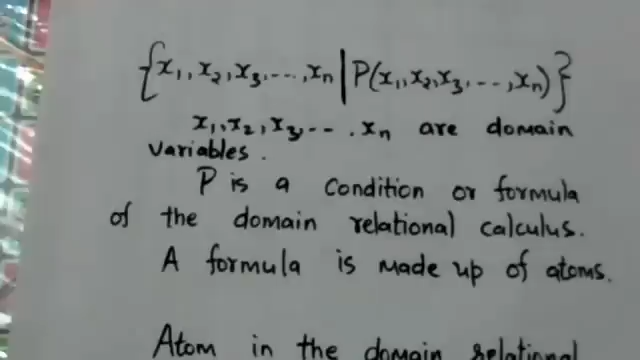 {x₁, x₂, x₃, ..., xₙ | P(x₁, x₂, x₃, ..., xₙ)}
x₁, x₂, x₃, ... . xₙ are domain
variables.
P is a condition or formula
of the domain relational calculus.
A formula is made up of atoms.
Atom in the domain relational